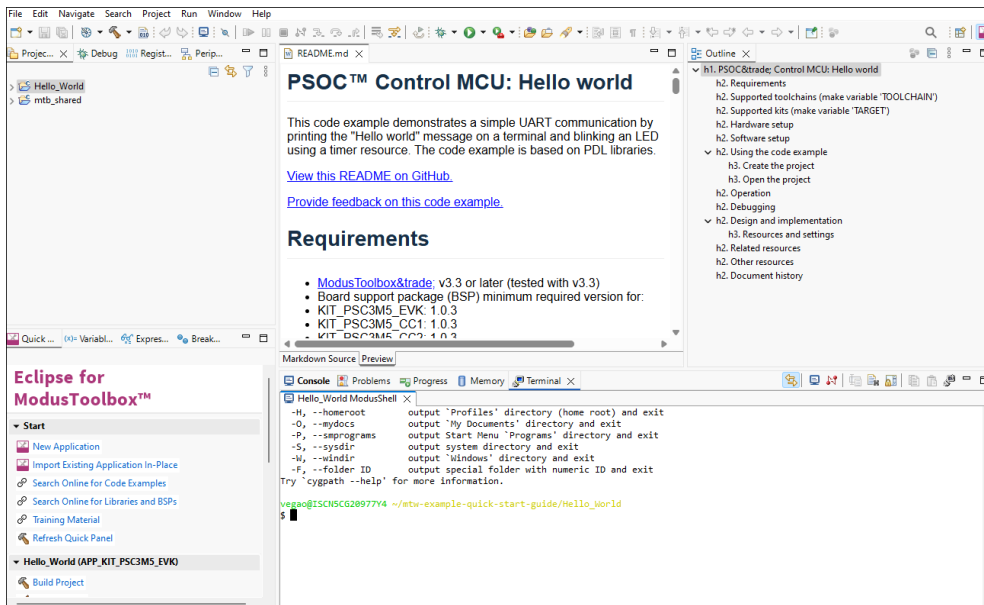 File Edit Navigate Search Project Run Window Help
Projec... Debug Regist... Perip...
Hello_World
mtb_shared
README.md
PSOC™ Control MCU: Hello world
This code example demonstrates a simple UART communication by
printing the "Hello world" message on a terminal and blinking an LED
using a timer resource. The code example is based on PDL libraries.
View this README on GitHub.
Provide feedback on this code example.
Requirements
• ModusToolbox&trade; v3.3 or later (tested with v3.3)
• Board support package (BSP) minimum required version for:
• KIT_PSC3M5_EVK: 1.0.3
• KIT_PSC3M5_CC1: 1.0.3
• KIT_PSC3M5_CC2: 1.0.3
Markdown Source Preview
Outline
h1. PSOC&trade; Control MCU: Hello world
h2. Requirements
h2. Supported toolchains (make variable 'TOOLCHAIN')
h2. Supported kits (make variable 'TARGET')
h2. Hardware setup
h2. Software setup
h2. Using the code example
h3. Create the project
h3. Open the project
h2. Operation
h2. Debugging
h2. Design and implementation
h3. Resources and settings
h2. Related resources
h2. Other resources
h2. Document history
Quick ... (x)= Variabl... Expres... Break...
Eclipse for
ModusToolbox™
Start
New Application
Import Existing Application In-Place
Search Online for Code Examples
Search Online for Libraries and BSPs
Training Material
Refresh Quick Panel
Hello_World (APP_KIT_PSC3M5_EVK)
Build Project
Console Problems Progress Memory Terminal
Hello_World ModusShell
-H, --homeroot output `Profiles' directory (home root) and exit
-O, --mydocs output `My Documents' directory and exit
-P, --smprograms output Start Menu `Programs' directory and exit
-S, --sysdir output system directory and exit
-W, --windir output `Windows' directory and exit
-F, --folder ID output special folder with numeric ID and exit
Try `cygpath --help' for more information.
vegao@ISCN5CG20977Y4 ~/mtw-example-quick-start-guide/Hello_World
$